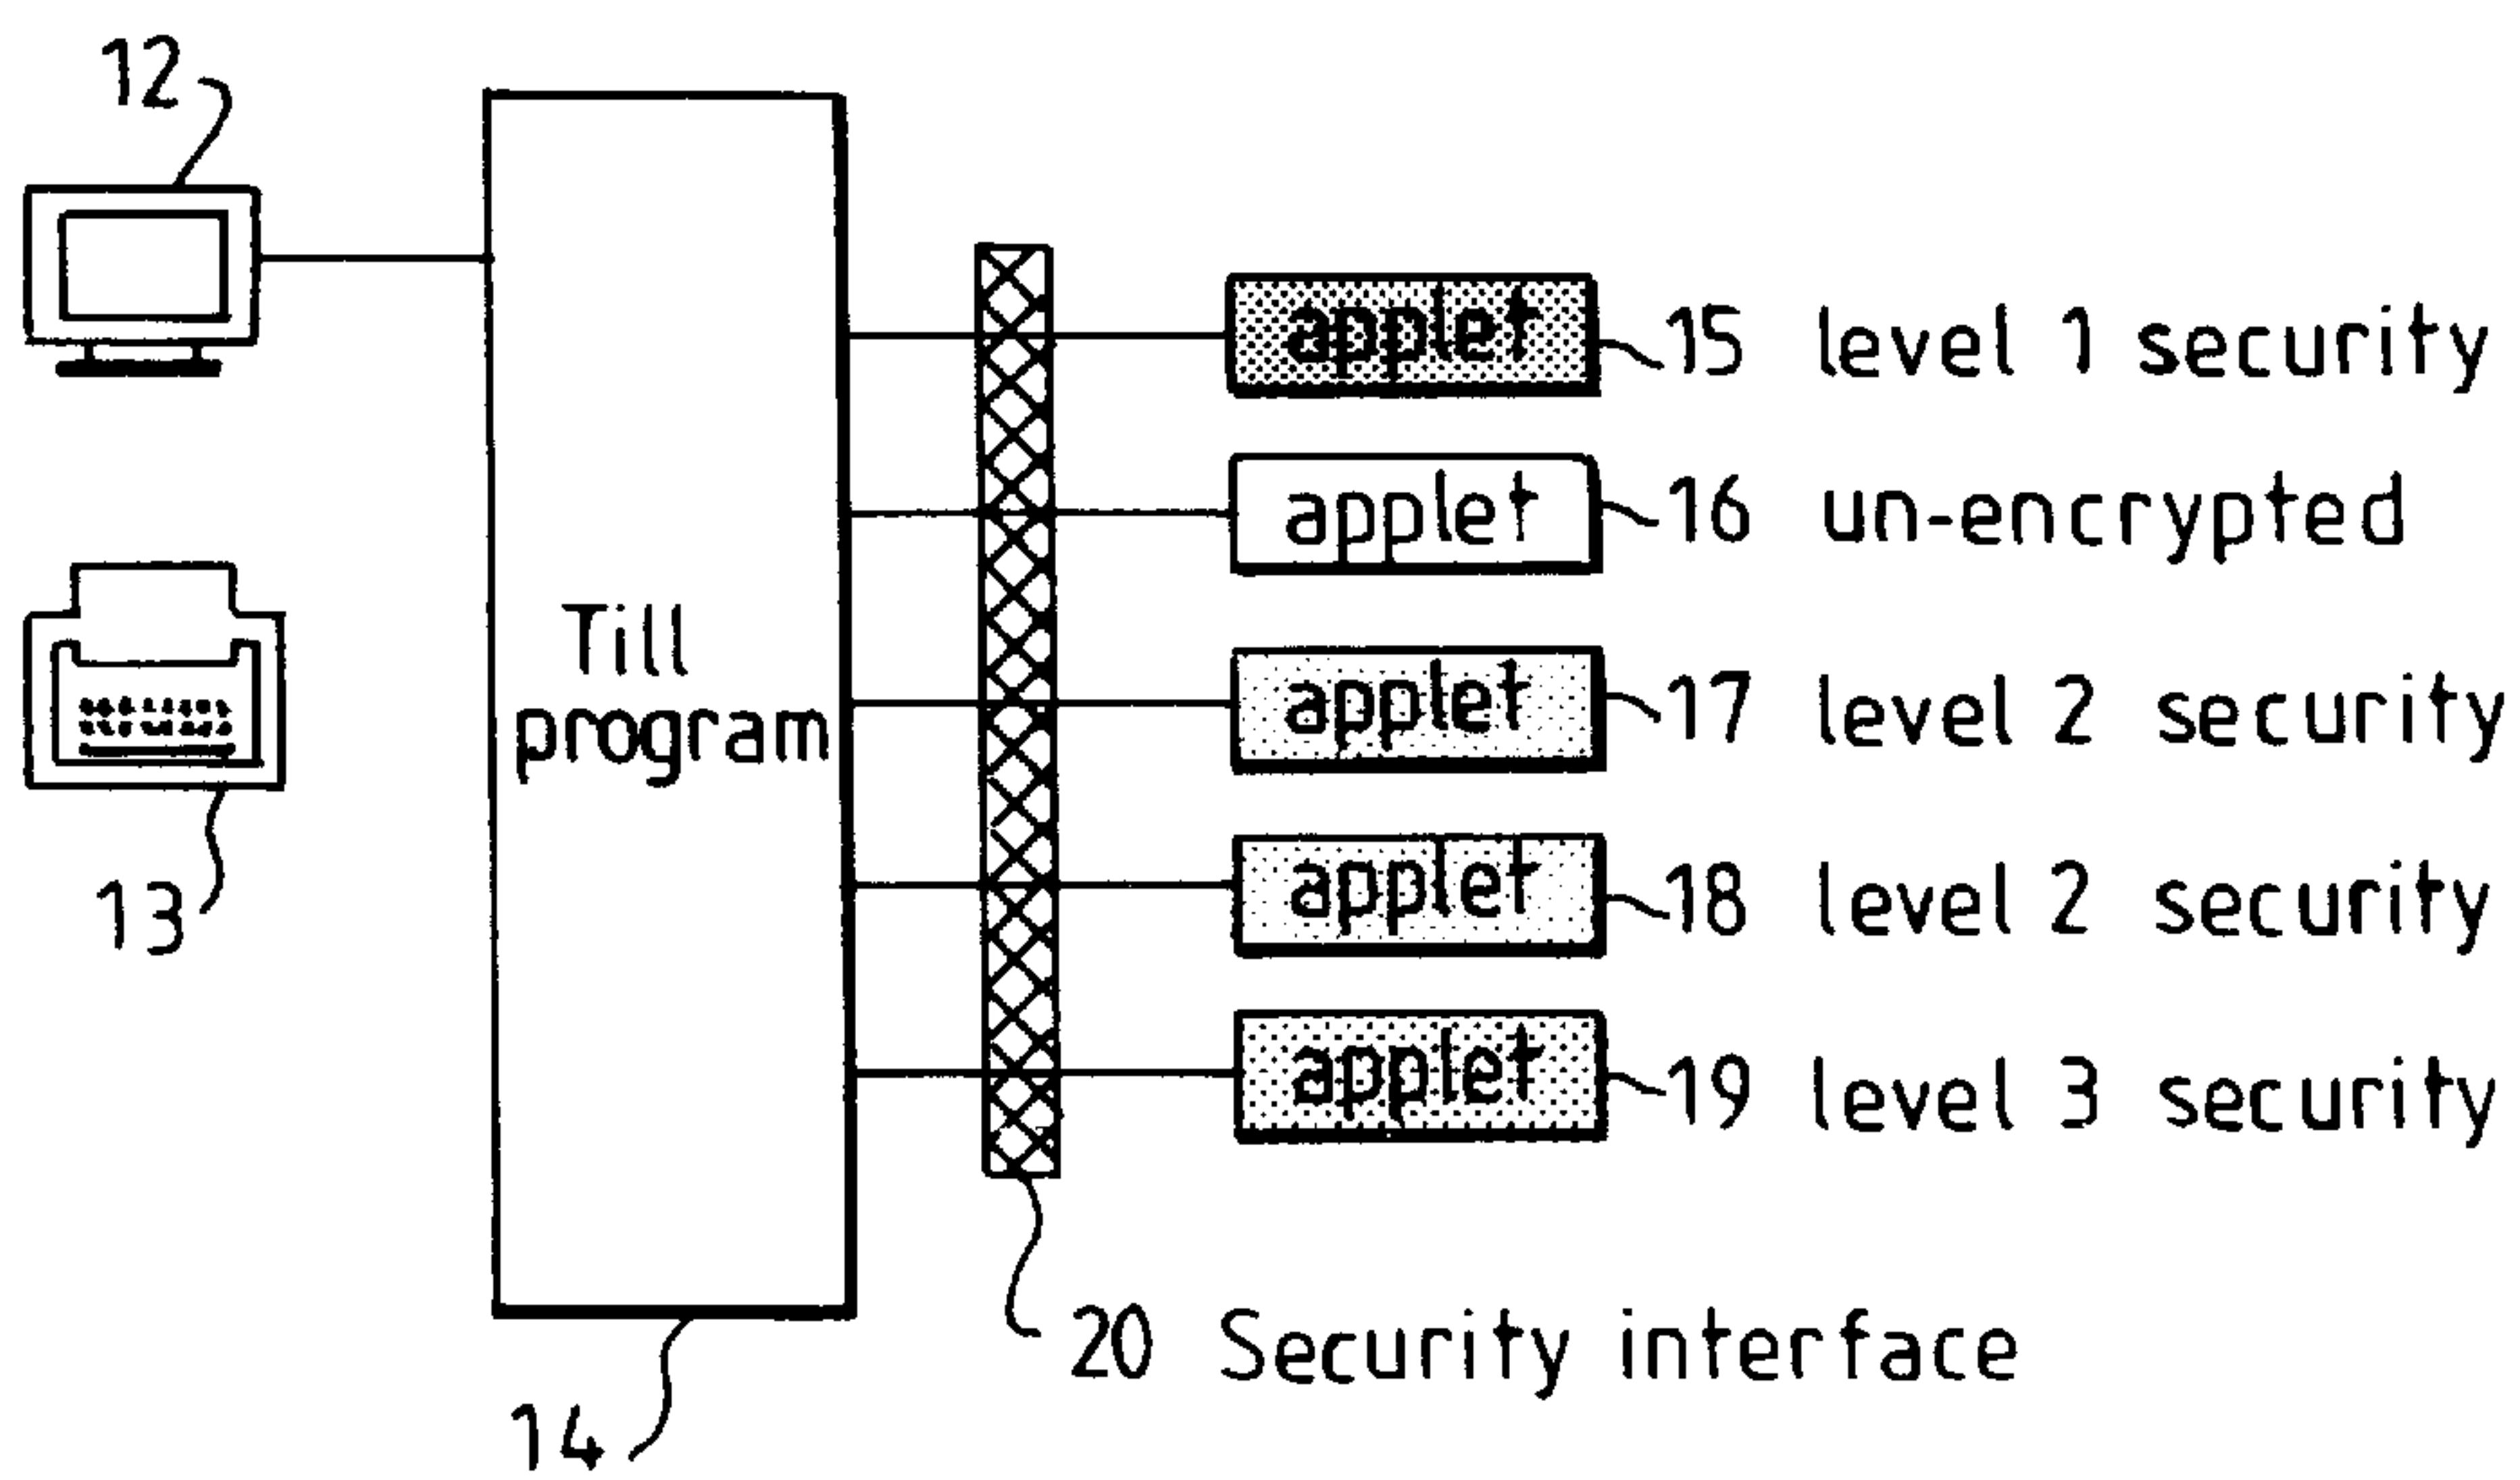 12
applet 15 level 1 security
applet 16 un-encrypted
Till
program
applet 17 level 2 security
13
applet 18 level 2 security
applet 19 level 3 security
20 Security interface
14